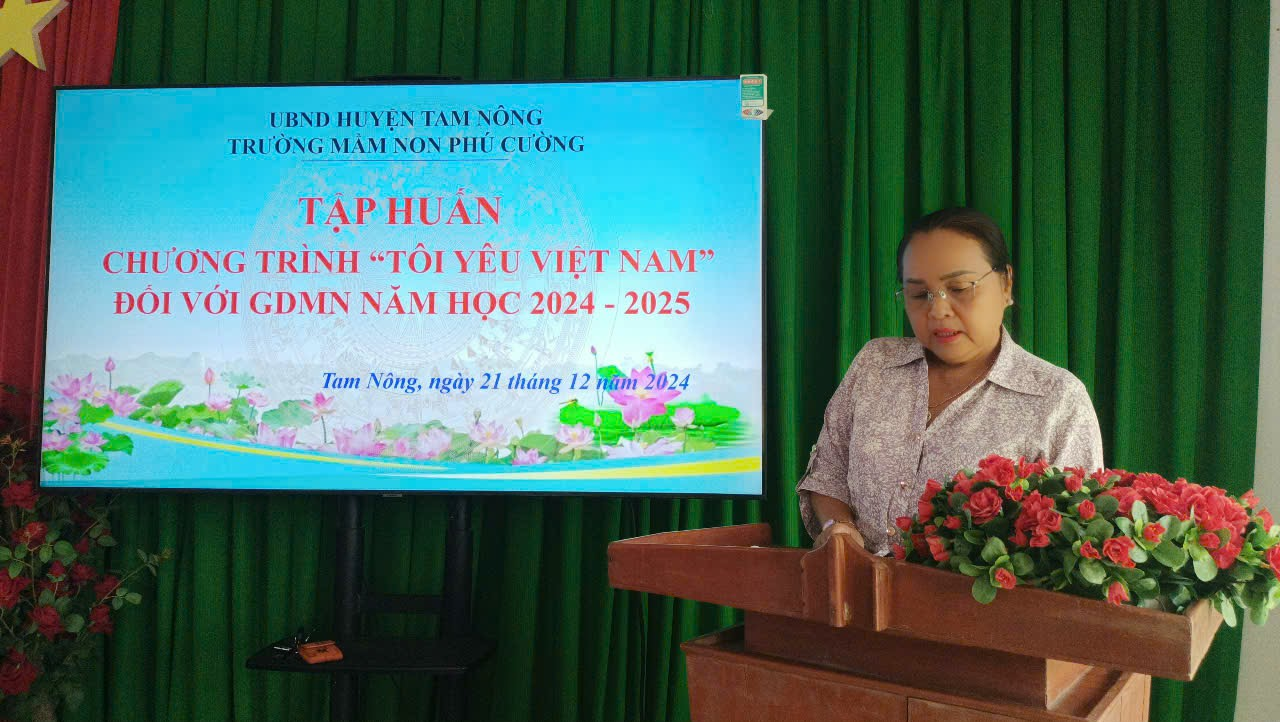 UBND HUYỆN TAM NÔNG
TRƯỜNG MẦM NON PHÚ CƯỜNG
TẬP HUẤN
CHƯƠNG TRÌNH “TÔI YÊU VIỆT NAM”
ĐỐI VỚI GDMN NĂM HỌC 2024 - 2025
Tam Nông, ngày 21 tháng 12 năm 2024